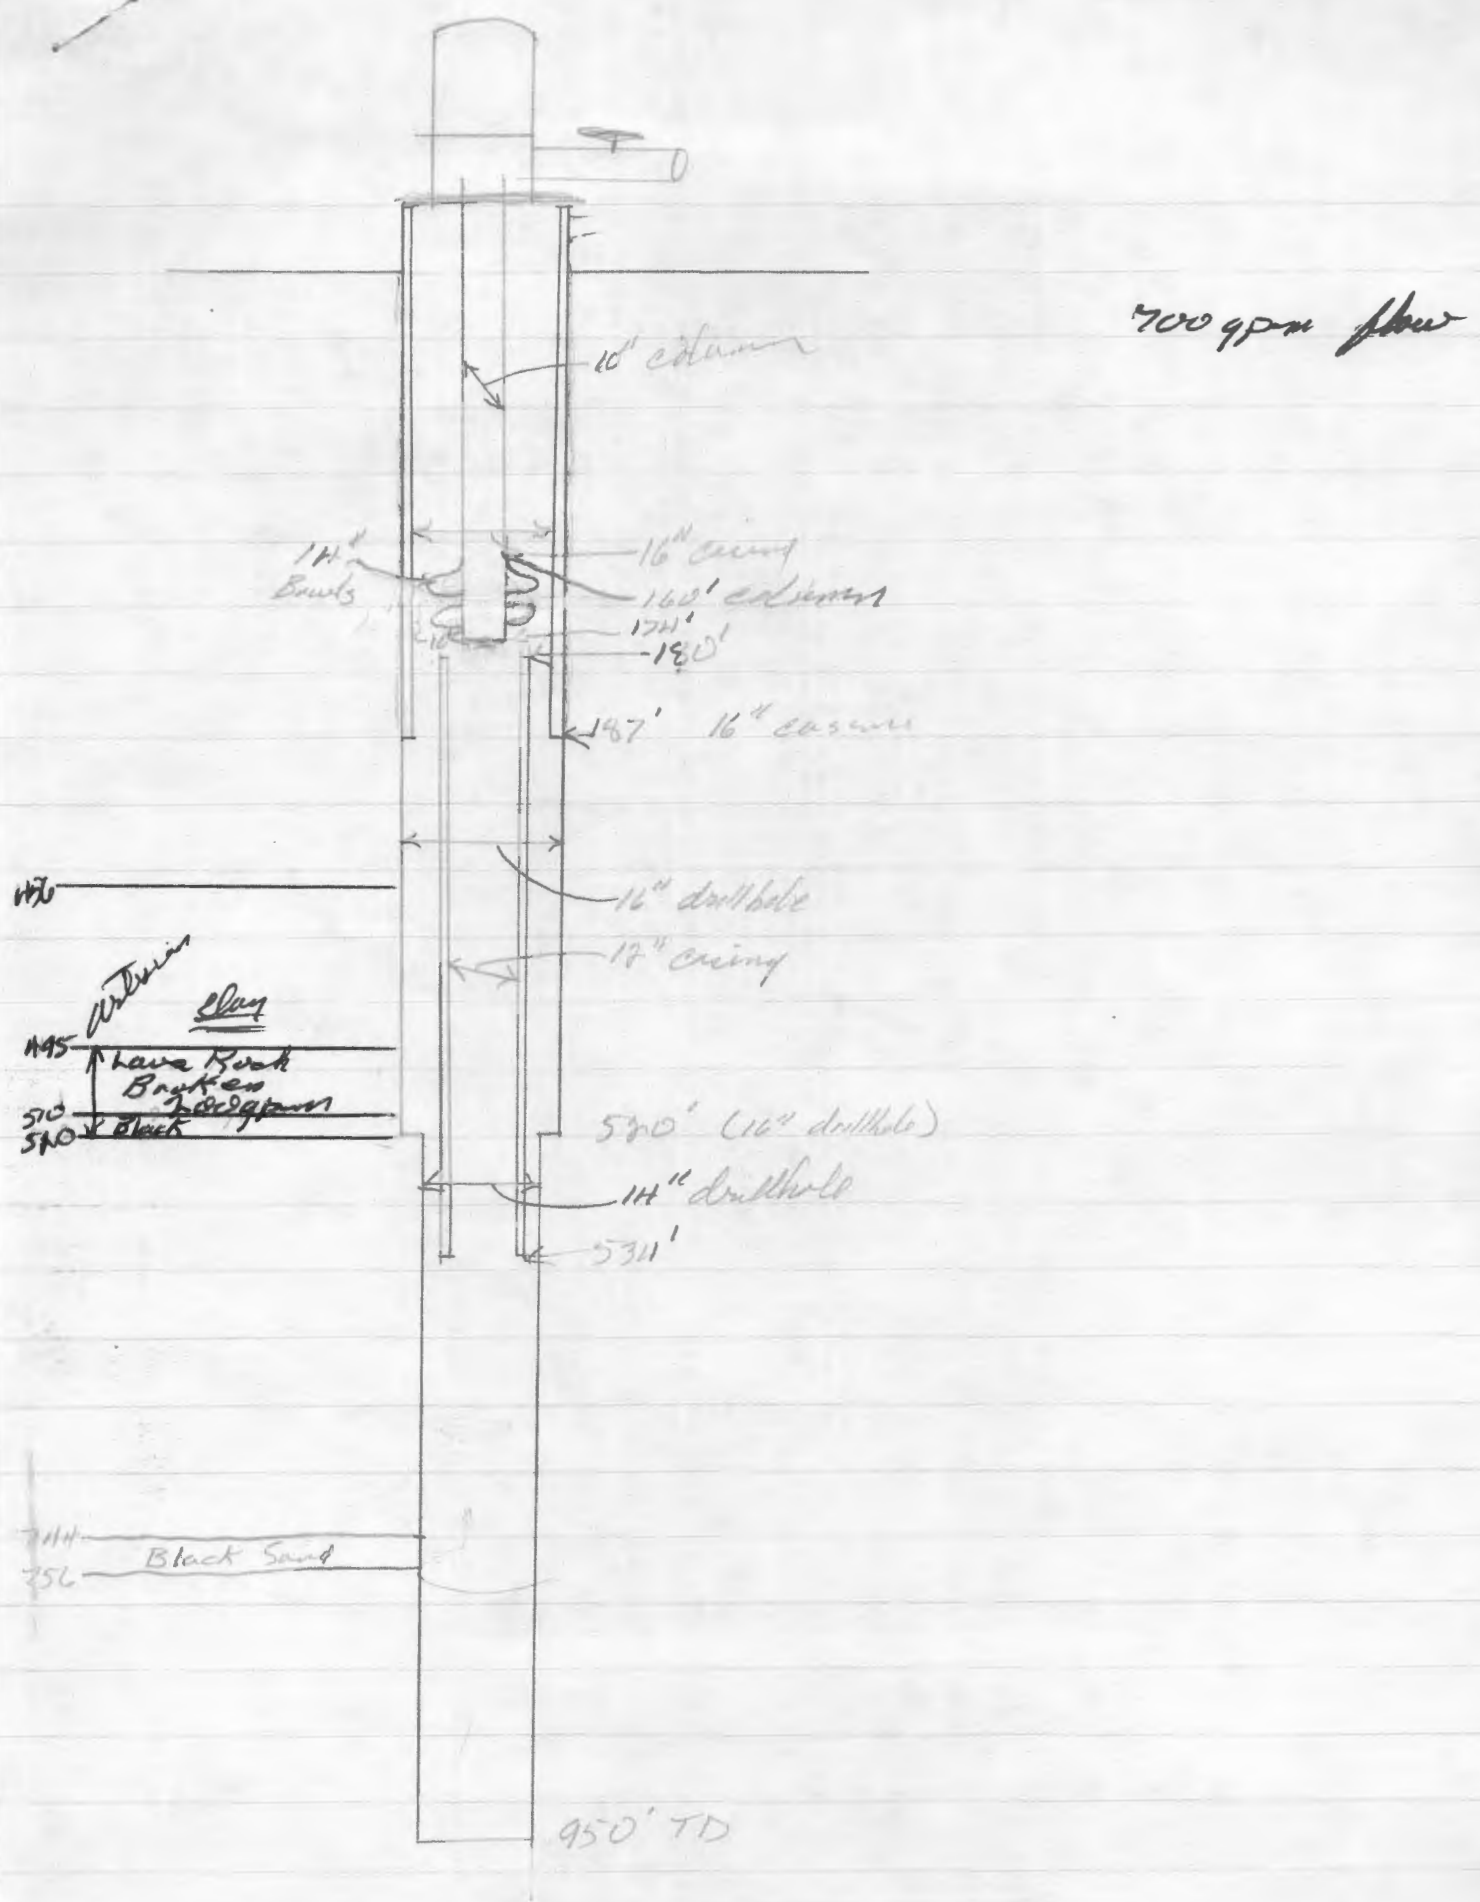 700 gpm flow
10" column
14"
Bowls
16" casing
160' column
174'
180'
187' 16" casing
16" drillhole
12" casing
456
artesian
Clay
495
Lava Rock
Broken
510
Black
520
520' (16" drillhole)
14" drillhole
534'
744
Black Sand
756
950' TD